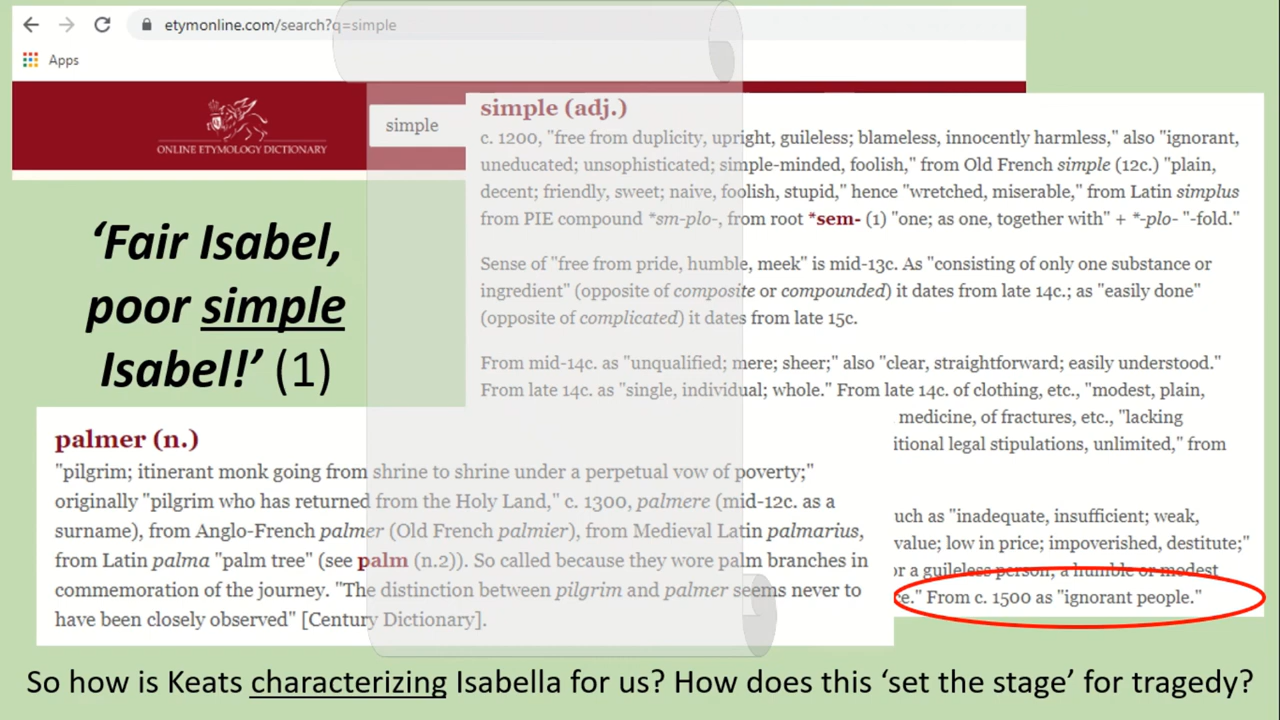 etymonline.com/search?q=simple
Apps
ONLINE ETYMOLOGY DICTIONARY
simple
simple (adj.)
c. 1200, "free from duplicity, upright, guileless; blameless, innocently harmless," also "ignorant,
uneducated; unsophisticated; simple-minded, foolish," from Old French simple (12c.) "plain,
decent; friendly, sweet; naive, foolish, stupid," hence "wretched, miserable," from Latin simplus
from PIE compound *sm-plo-, from root *sem- (1) "one; as one, together with" + *-plo- "-fold."
Sense of "free from pride, humble, meek" is mid-13c. As "consisting of only one substance or
ingredient" (opposite of composite or compounded) it dates from late 14c.; as "easily done"
(opposite of complicated) it dates from late 15c.
From mid-14c. as "unqualified; mere; sheer;" also "clear, straightforward; easily understood."
From late 14c. as "single, individual; whole." From late 14c. of clothing, etc., "modest, plain,
medicine, of fractures, etc., "lacking
itional legal stipulations, unlimited," from
uch as "inadequate, insufficient; weak,
value; low in price; impoverished, destitute;"
or a guileless person, a humble or modest
ce." From c. 1500 as "ignorant people."
‘Fair Isabel,
poor simple
Isabel!’ (1)
palmer (n.)
"pilgrim; itinerant monk going from shrine to shrine under a perpetual vow of poverty;"
originally "pilgrim who has returned from the Holy Land," c. 1300, palmere (mid-12c. as a
surname), from Anglo-French palmer (Old French palmier), from Medieval Latin palmarius,
from Latin palma "palm tree" (see palm (n.2)). So called because they wore palm branches in
commemoration of the journey. "The distinction between pilgrim and palmer seems never to
have been closely observed" [Century Dictionary].
So how is Keats characterizing Isabella for us? How does this ‘set the stage’ for tragedy?